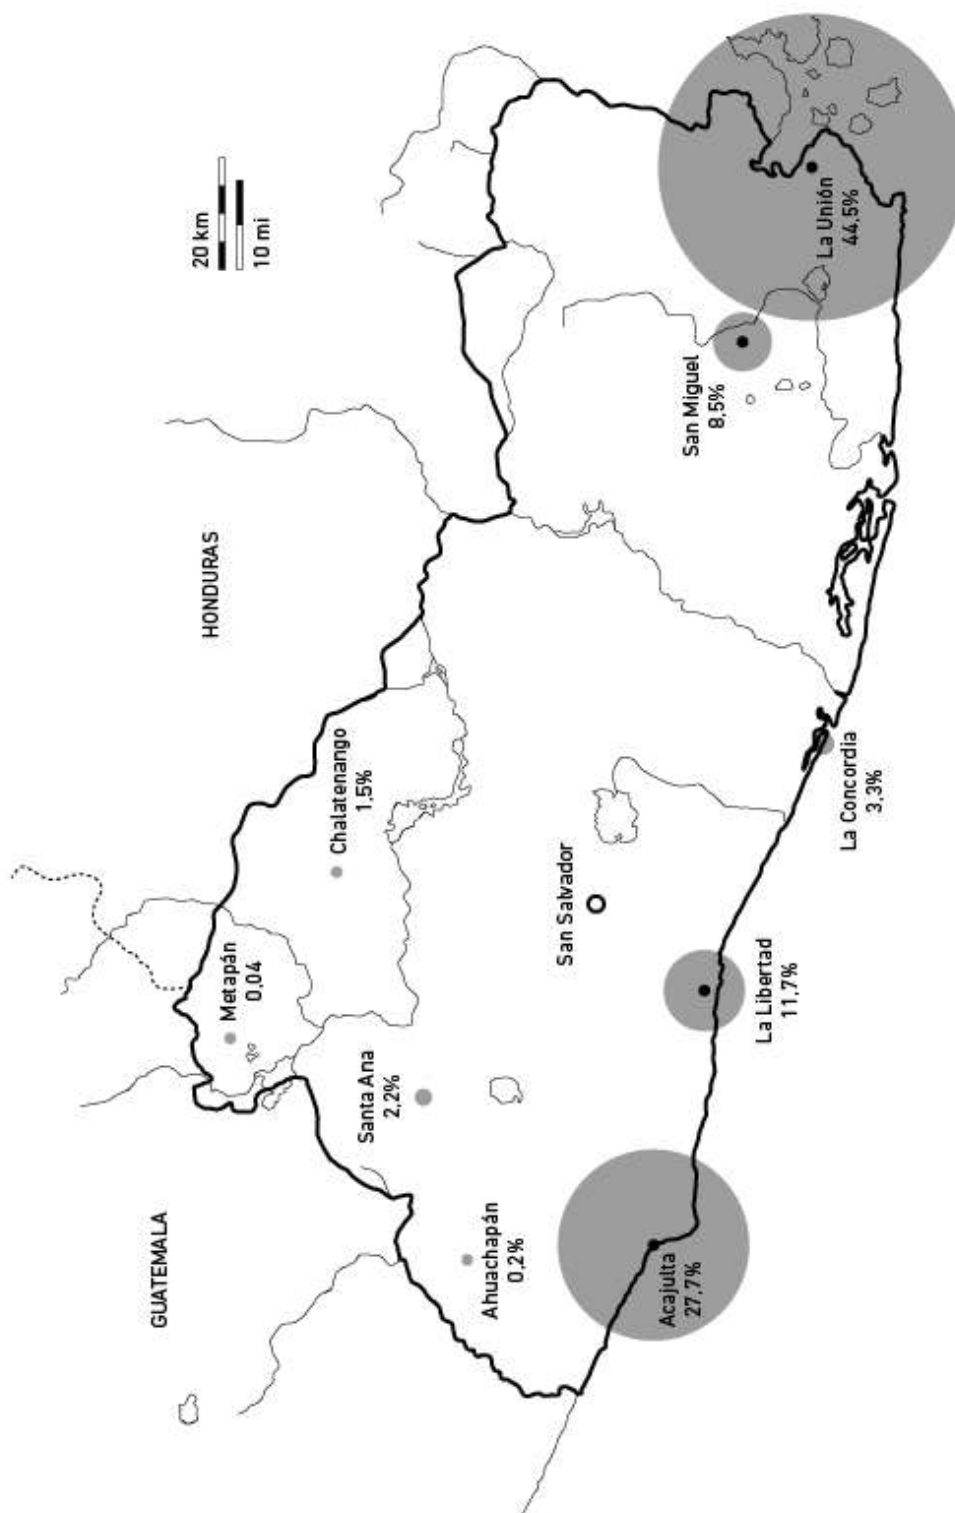 20 km
10 mi
HONDURAS
GUATEMALA
Metapán
0,04
Chalatenango
1,5%
Santa Ana
2,2%
Ahuachapán
0,2%
San Salvador
San Miguel
8,5%
La Unión
44,5%
Acajulta
27,7%
La Libertad
11,7%
La Concordia
3,3%